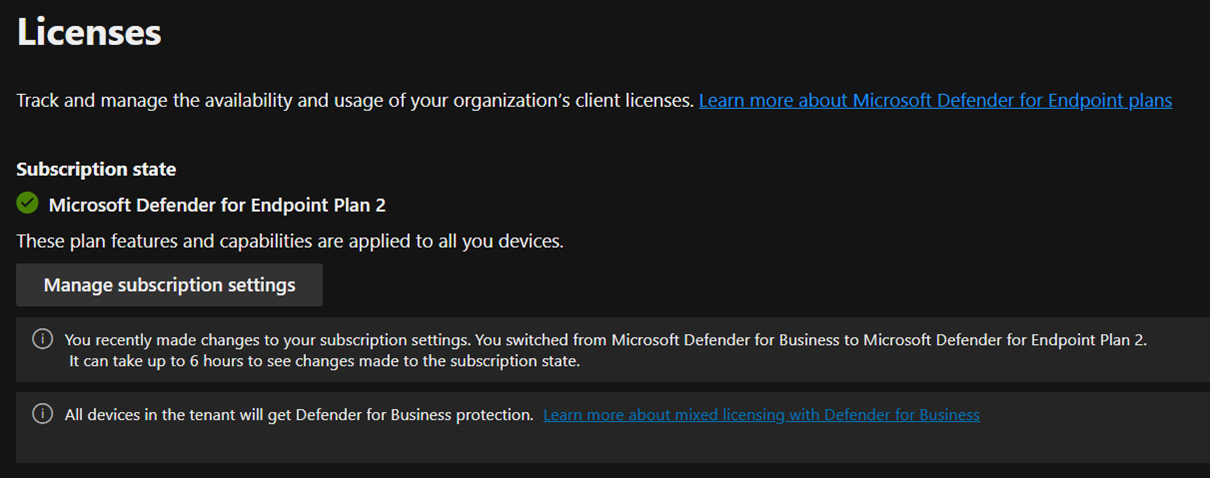 Licenses
Track and manage the availability and usage of your organization's client licenses. Learn more about Microsoft Defender for Endpoint plans
Subscription state
Microsoft Defender for Endpoint Plan 2
These plan features and capabilities are applied to all you devices.
Manage subscription settings
You recently made changes to your subscription settings. You switched from Microsoft Defender for Business to Microsoft Defender for Endpoint Plan 2.
It can take up to 6 hours to see changes made to the subscription state.
All devices in the tenant will get Defender for Business protection. Learn more about mixed licensing with Defender for Business